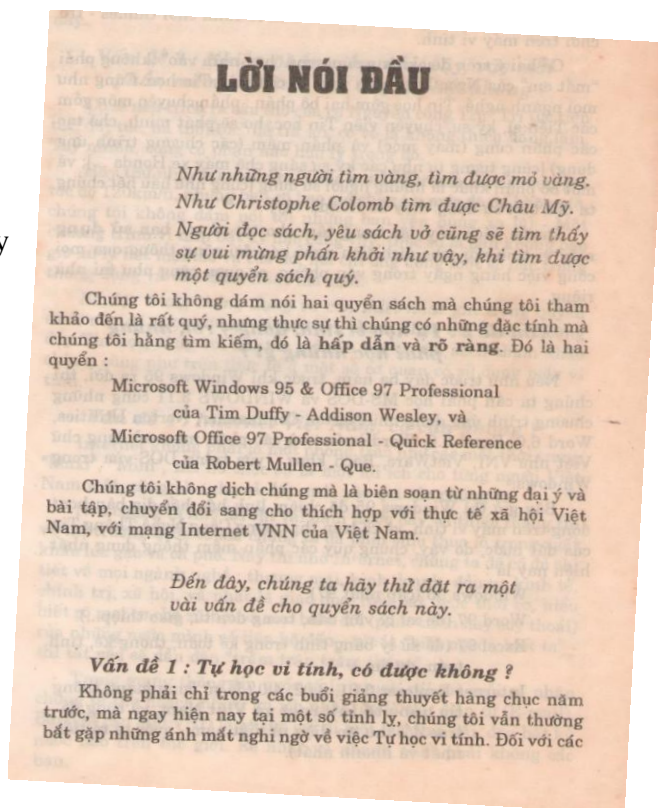 LỜI NÓI ĐẦU
Như những người tìm vàng, tìm được mỏ vàng.
Như Christophe Colomb tìm được Châu Mỹ.
y
Người đọc sách, yêu sách vở cũng sẽ tìm thấy
sự vui mừng phấn khởi như vậy, khi tìm được
một quyển sách quý.
Chúng tôi không dám nói hai quyển sách mà chúng tôi tham
khảo đến là rất quý, nhưng thực sự thì chúng có những đặc tính mà
chúng tôi hằng tìm kiếm, đó là hấp dẫn và rõ ràng. Đó là hai
quyển :
Microsoft Windows 95 & Office 97 Professional
của Tim Duffy - Addison Wesley, và
Microsoft Office 97 Professional - Quick Reference
của Robert Mullen - Que.
Chúng tôi không dịch chúng mà là biên soạn từ những đại ý và
bài tập, chuyển đổi sang cho thích hợp với thực tế xã hội Việt
Nam, với mạng Internet VNN của Việt Nam.
Đến đây, chúng ta hãy thử đặt ra một
vài vấn đề cho quyển sách này.
Vấn đề 1 : Tự học vi tính, có được không ?
Không phải chỉ trong các buổi giảng thuyết hàng chục năm
trước, mà ngay hiện nay tại một số tỉnh lỵ, chúng tôi vẫn thường
bắt gặp những ánh mắt nghi ngờ về việc Tự học vi tính. Đối với các